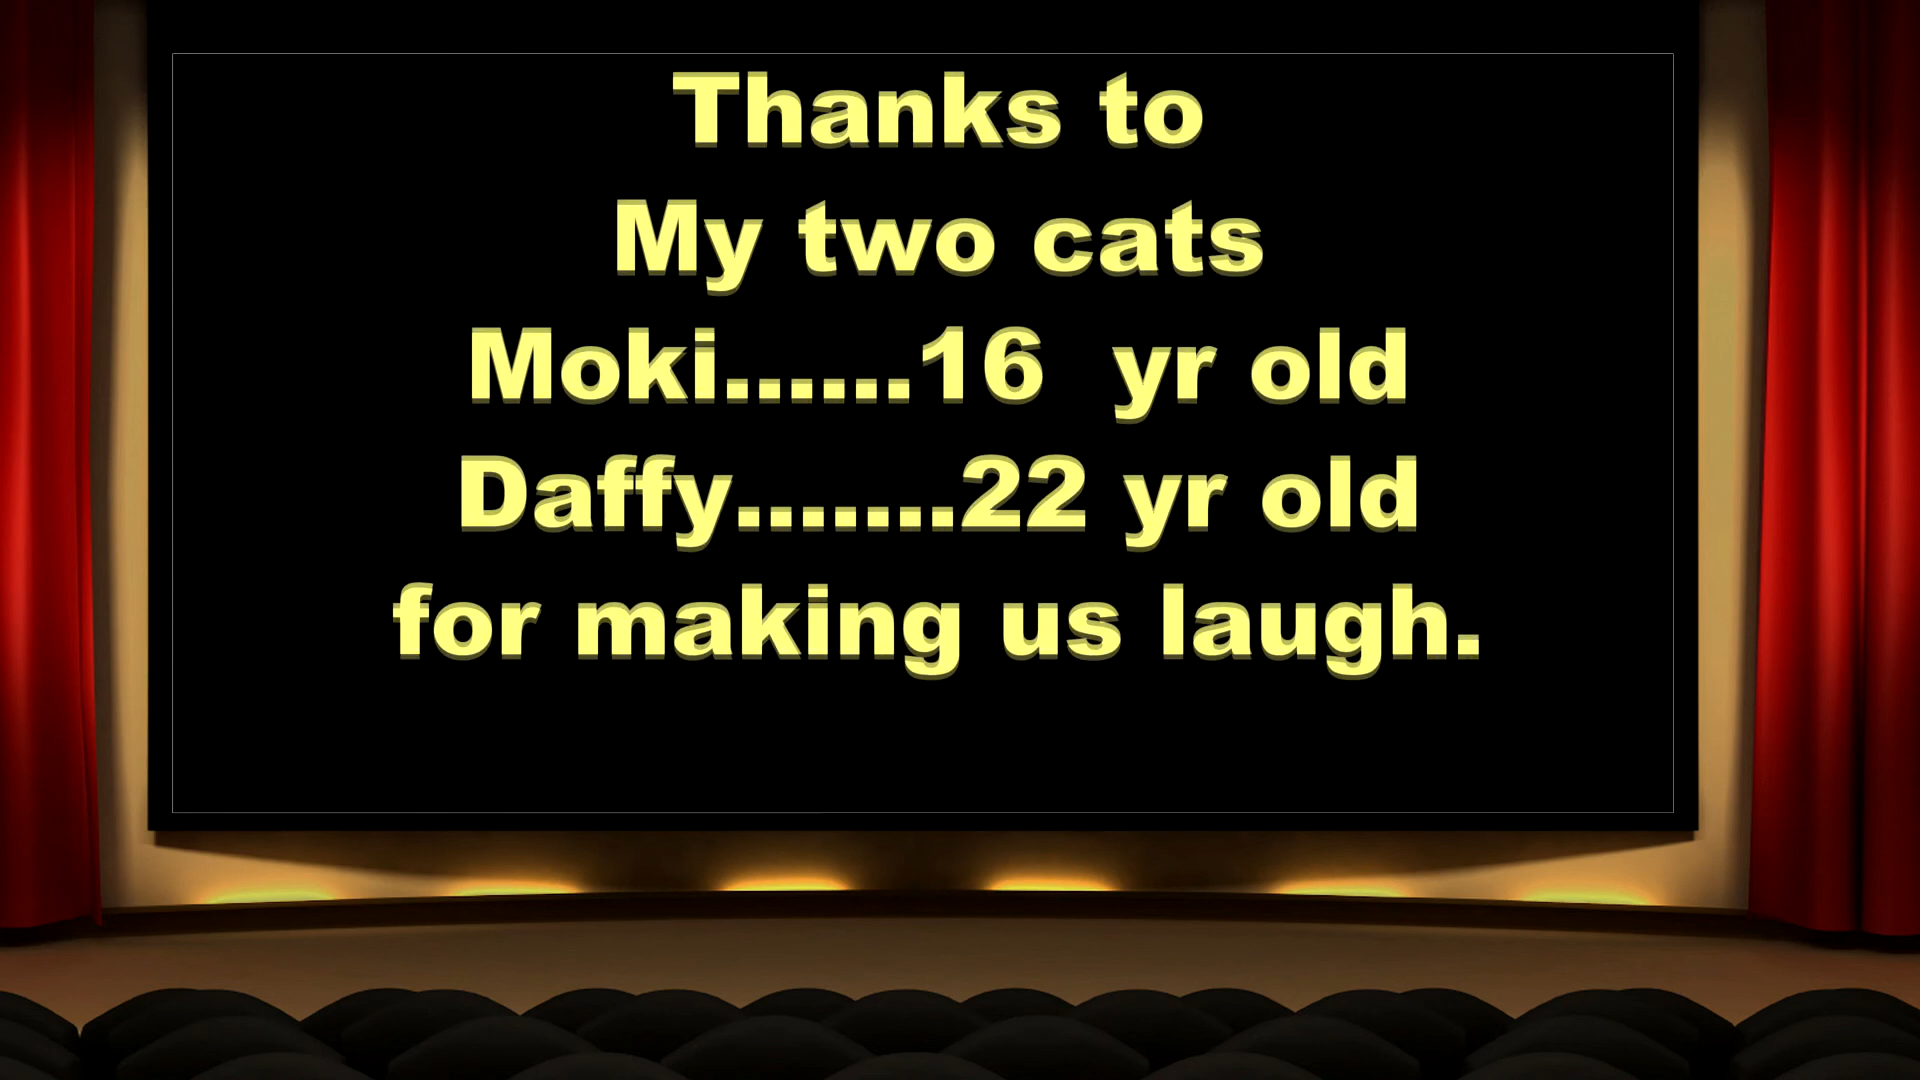 Thanks to
My two cats
Moki......16  yr old
Daffy.......22 yr old
for making us laugh.